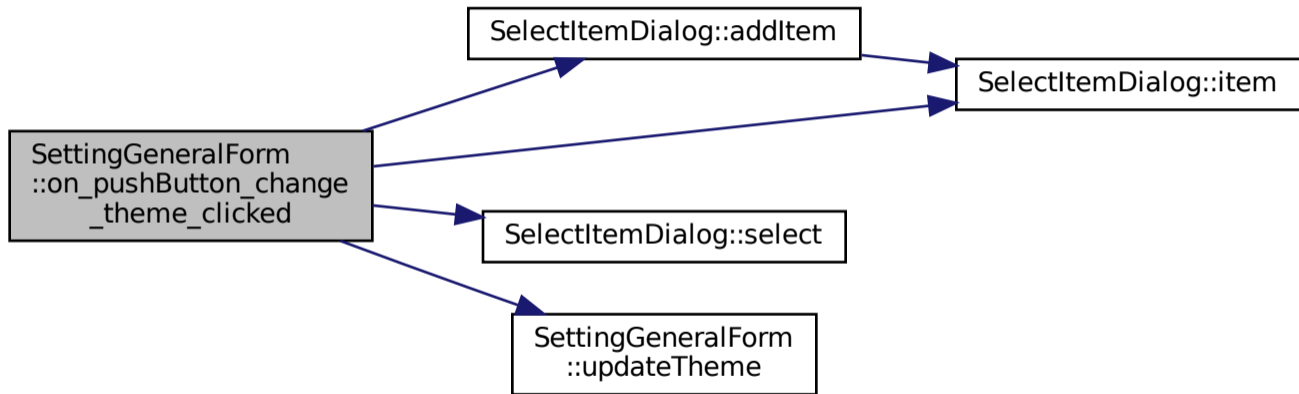 SelectItemDialog::addItem
SelectItemDialog::item
SettingGeneralForm
::on_pushButton_change
_theme_clicked
SelectItemDialog::select
SettingGeneralForm
::updateTheme